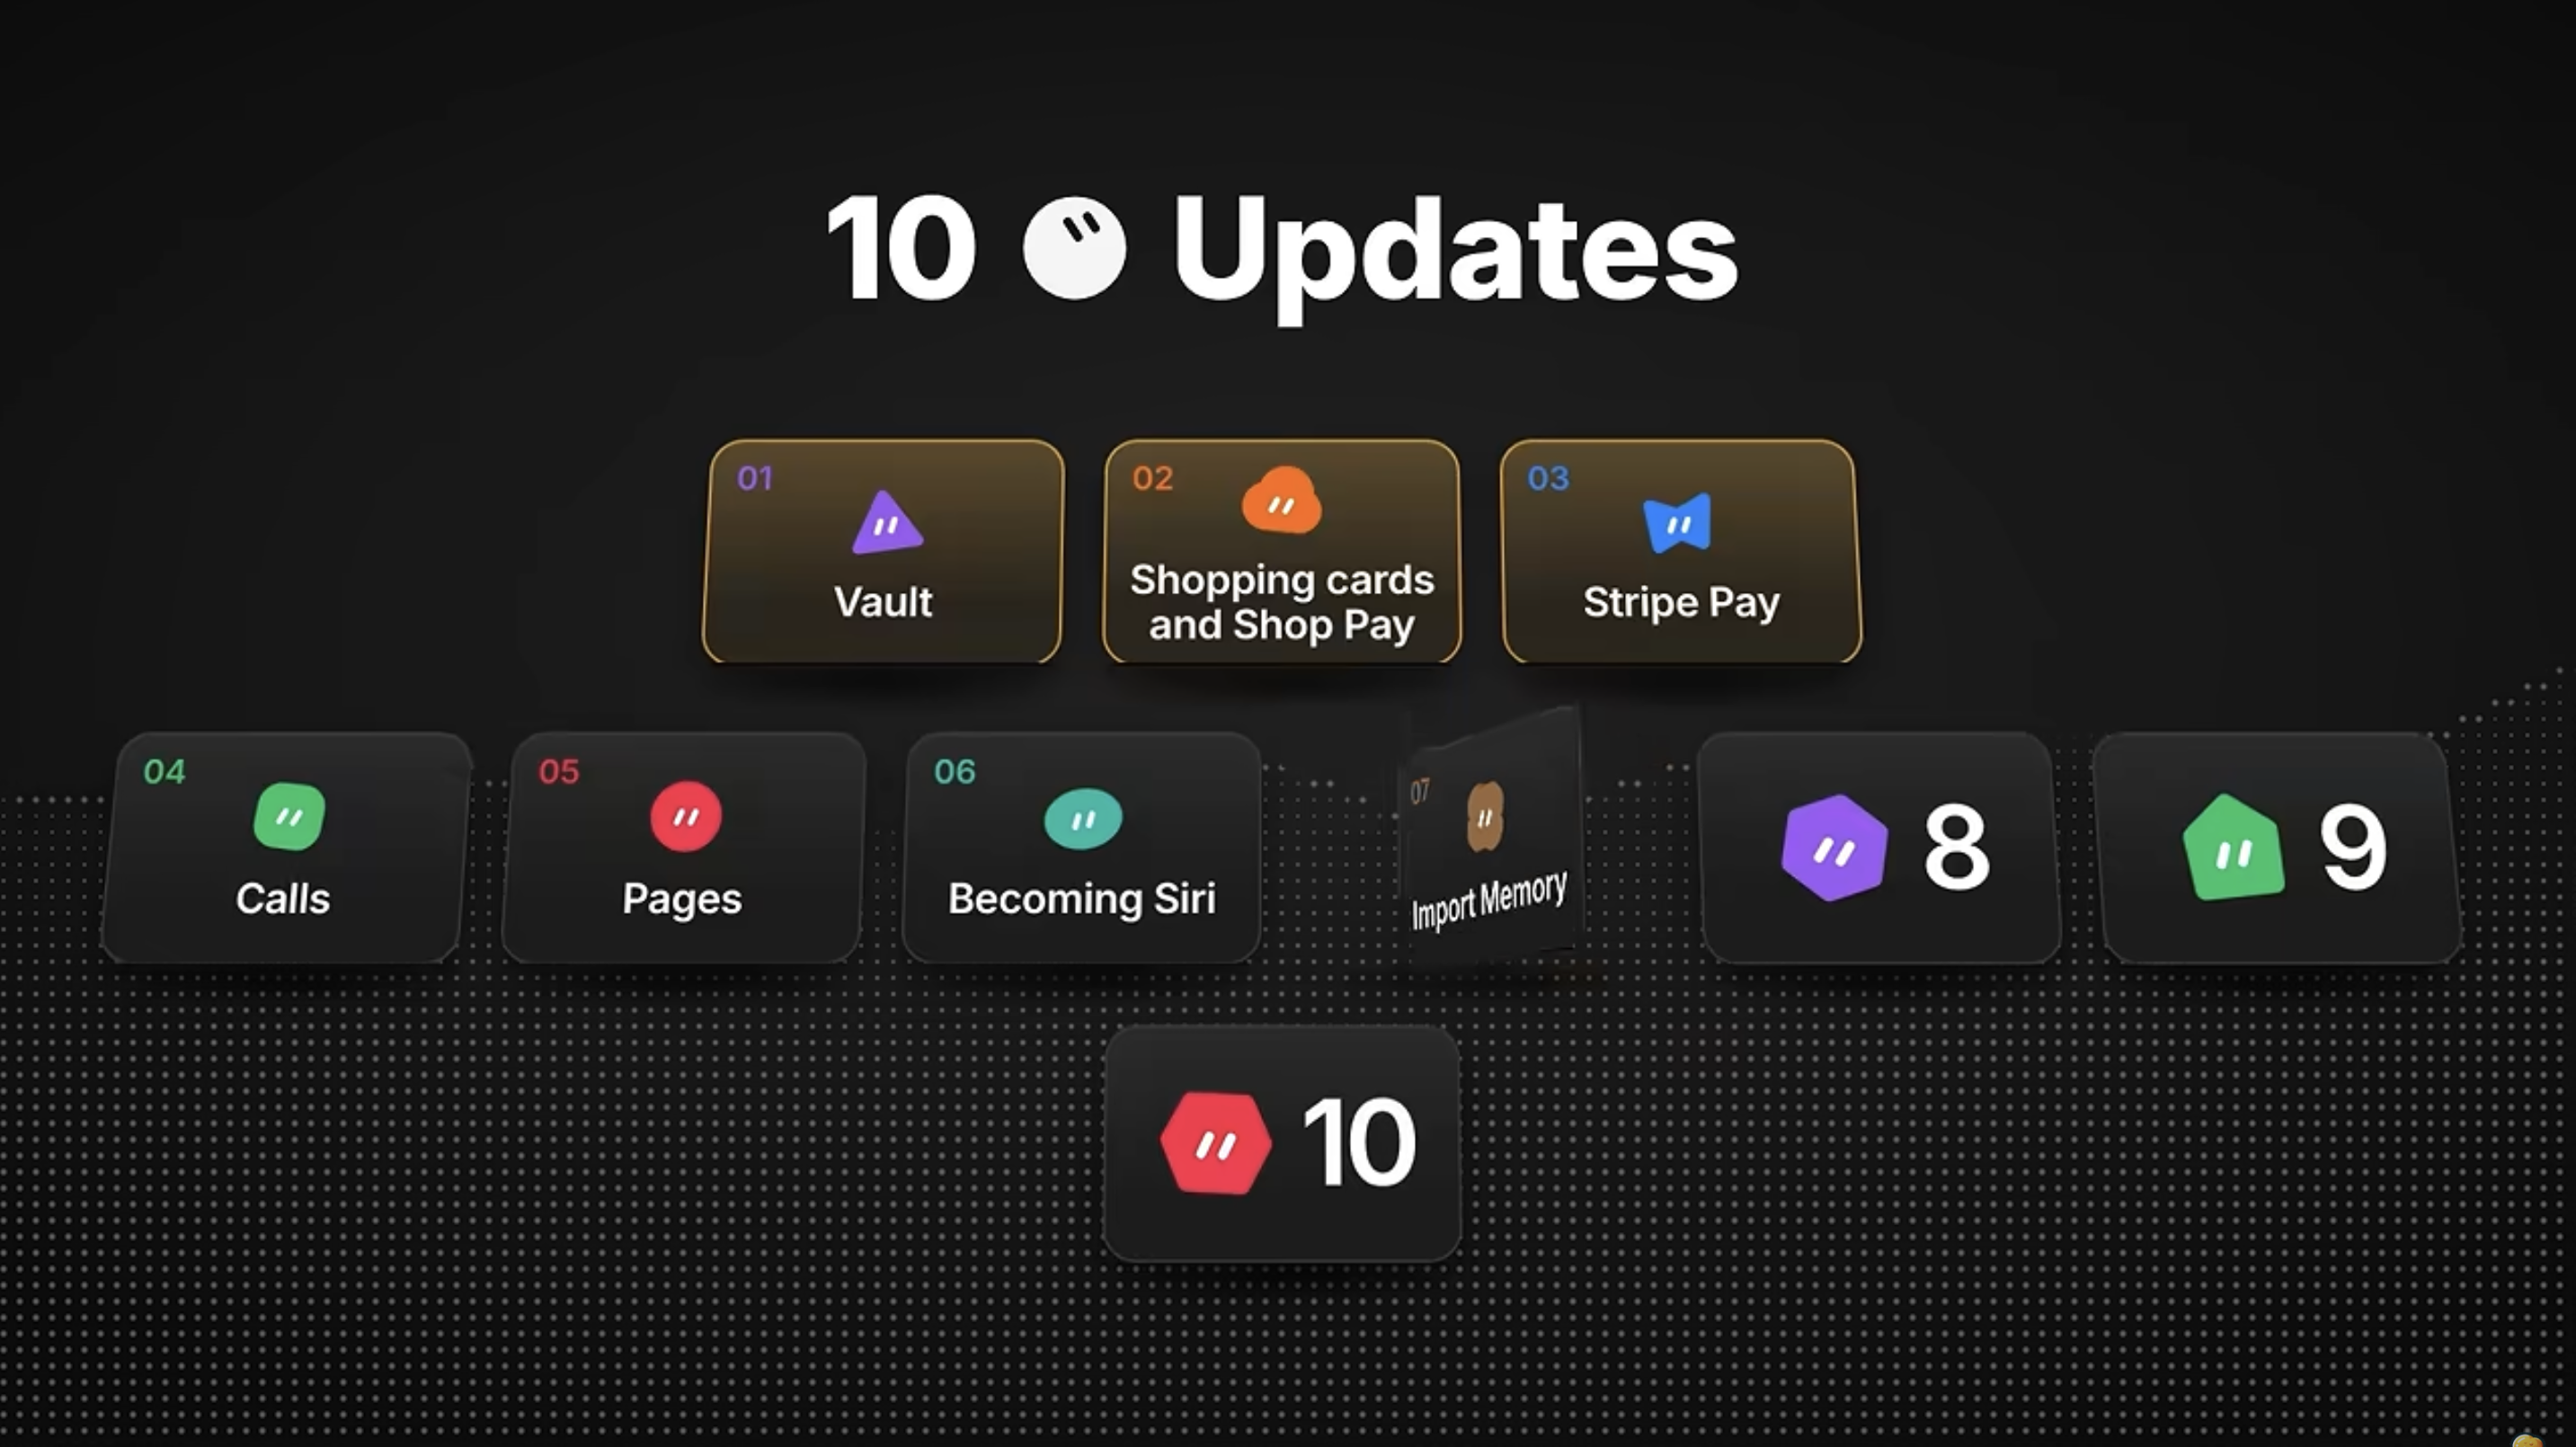 10 Updates
01
Vault
02
Shopping cards
and Shop Pay
03
Stripe Pay
04
Calls
05
Pages
06
Becoming Siri
07
Import Memory
8
9
10